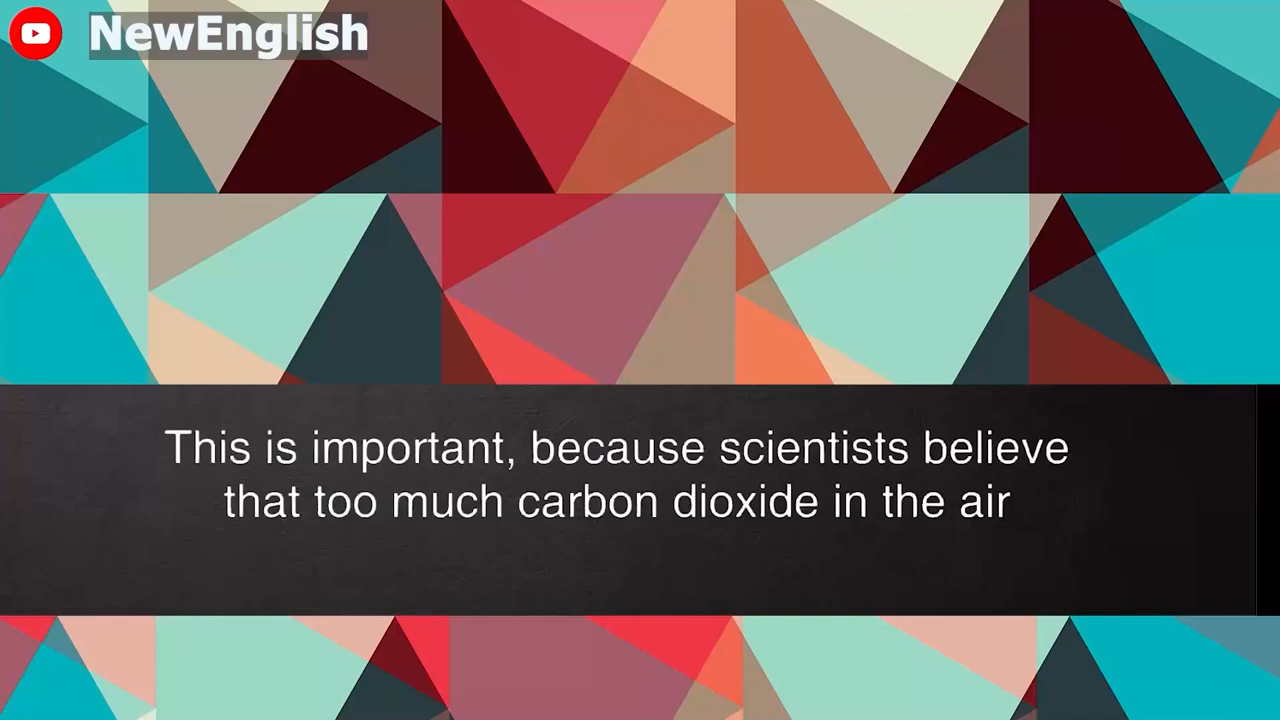 NewEnglish
This is important, because scientists believe
that too much carbon dioxide in the air